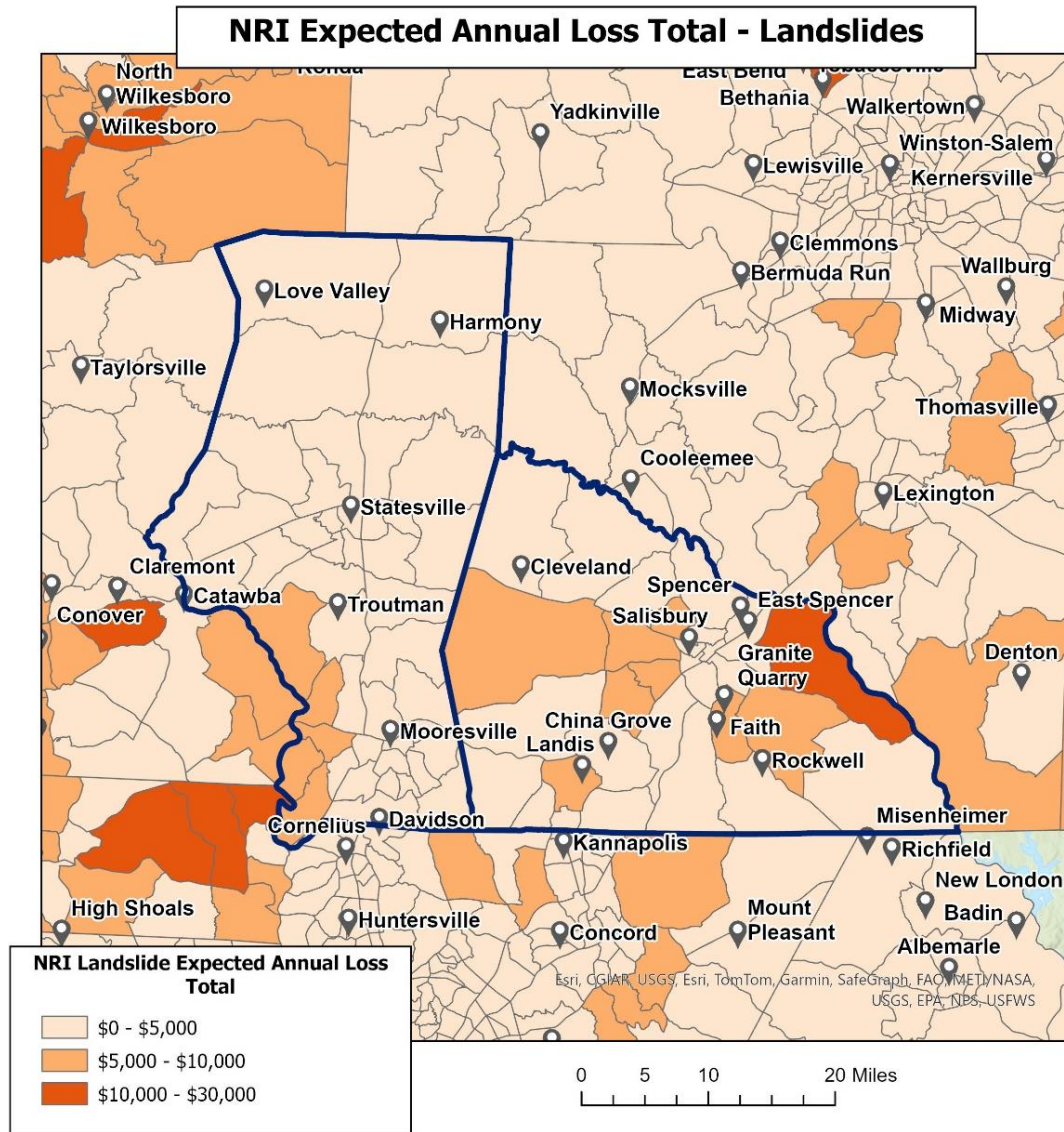 NRI Expected Annual Loss Total - Landslides
North
Wilkesboro
Wilkesboro
Ronda
Yadkinville
East Bend
Tobaccoville
Bethania
Walkertown
Lewisville
Winston-Salem
Kernersville
Clemmons
Bermuda Run
Wallburg
Midway
Love Valley
Harmony
Taylorsville
Mocksville
Thomasville
Cooleemee
Lexington
Statesville
Claremont
Conover
Catawba
Troutman
Cleveland
Spencer
East Spencer
Salisbury
Granite
Quarry
Denton
Faith
China Grove
Landis
Mooresville
Rockwell
Misenheimer
Cornelius
Davidson
Kannapolis
Richfield
New London
Badin
High Shoals
Huntersville
Concord
Mount
Pleasant
Albemarle
Esri, CGIAR, USGS, Esri, TomTom, Garmin, SafeGraph, FAO, METI/NASA,
USGS, EPA, NPS, USFWS
NRI Landslide Expected Annual Loss
Total
$0 - $5,000
$5,000 - $10,000
$10,000 - $30,000
0 5 10 20 Miles